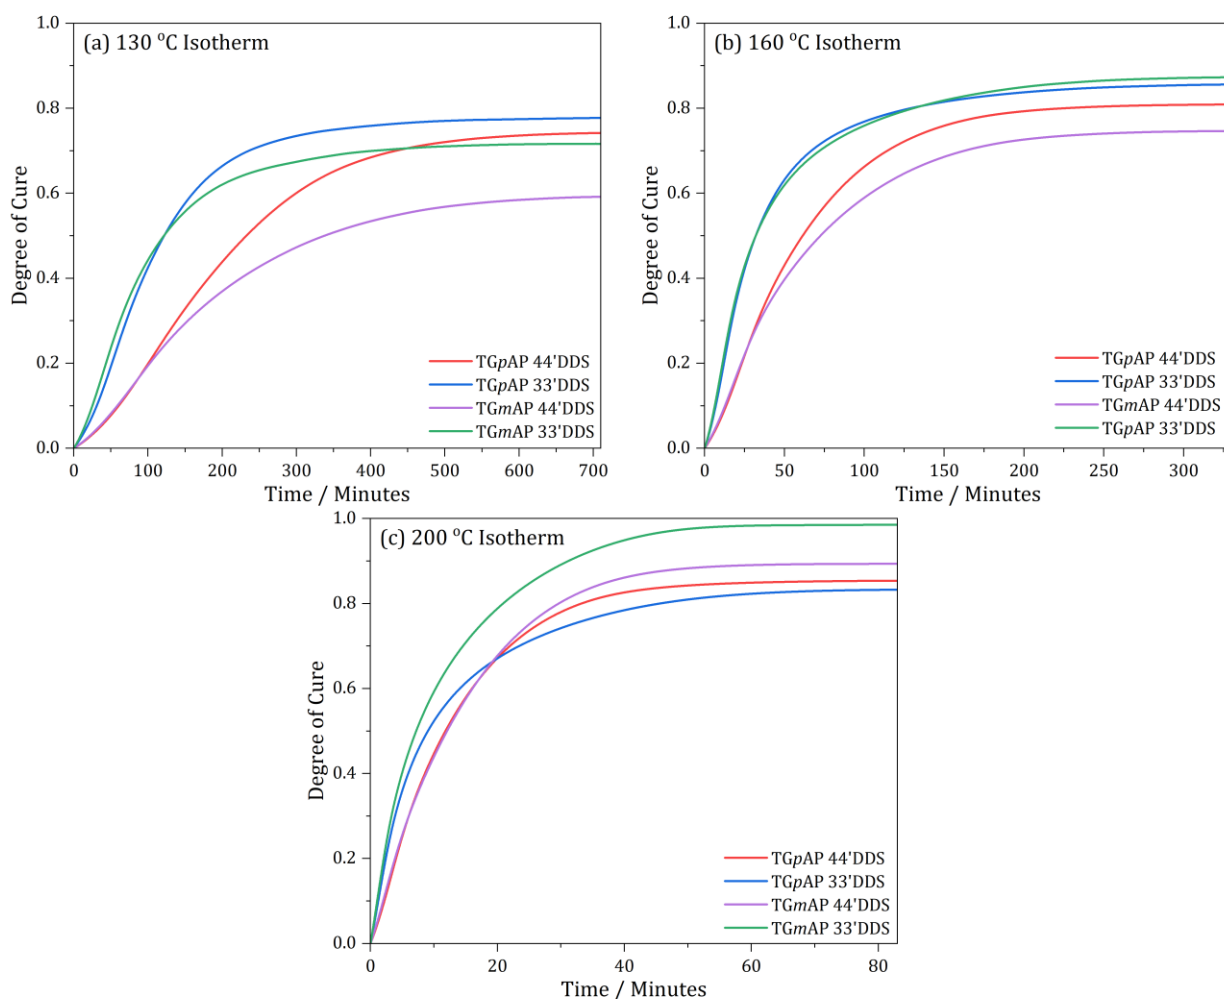 (a) 130 °C Isotherm
1.0
0.8
0.6
0.4
0.2
0.0
Degree of Cure
TGpAP 44'DDS
TGpAP 33'DDS
TGmAP 44'DDS
TGmAP 33'DDS
0 100 200 300 400 500 600 700
Time / Minutes
(b) 160 °C Isotherm
1.0
0.8
0.6
0.4
0.2
0.0
Degree of Cure
TGpAP 44'DDS
TGpAP 33'DDS
TGmAP 44'DDS
TGpAP 33'DDS
0 50 100 150 200 250 300
Time / Minutes
(c) 200 °C Isotherm
1.0
0.8
0.6
0.4
0.2
0.0
Degree of Cure
TGpAP 44'DDS
TGpAP 33'DDS
TGmAP 44'DDS
TGmAP 33'DDS
0 20 40 60 80
Time / Minutes